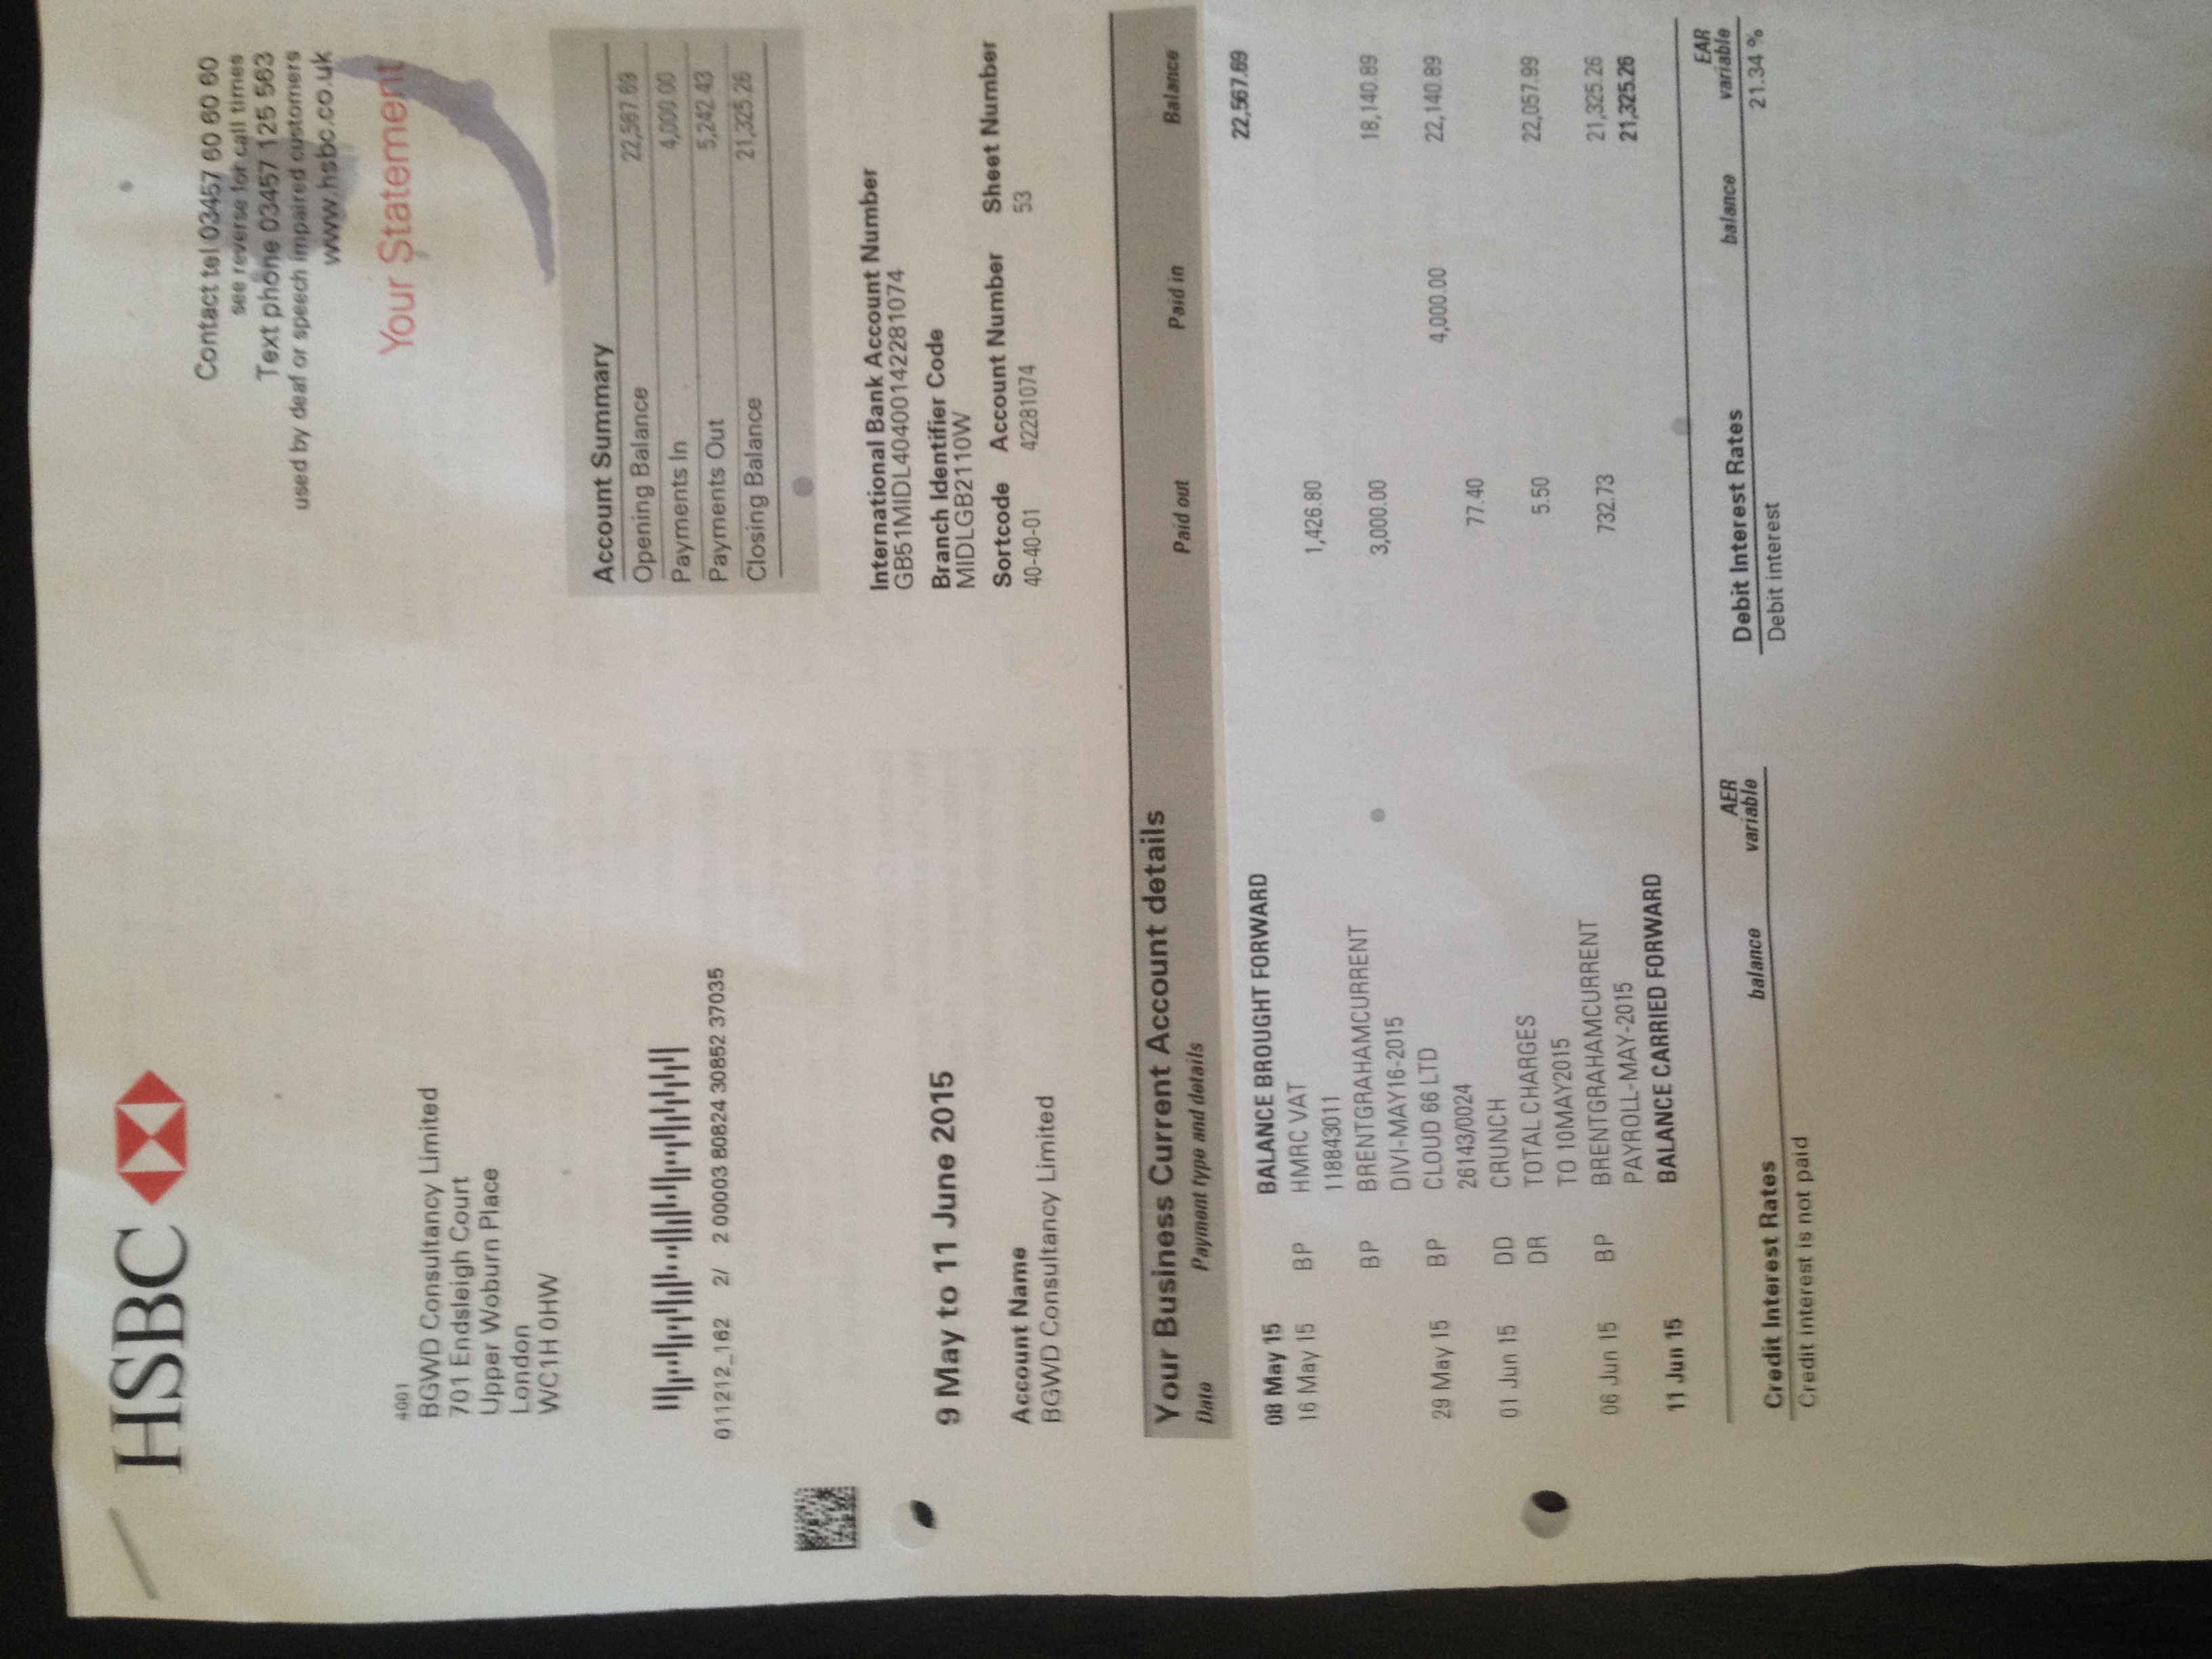 HSBC
Contact tel 03457 60 60 60
see reverse for call times
Text phone 03457 125 563
used by deaf or speech impaired customers
www.hsbc.co.uk
Your Statement
4001
BGWD Consultancy Limited
701 Endsleigh Court
Upper Woburn Place
London
WC1H 0HW
Account Summary
Opening Balance 22,567.69
Payments In 4,000.00
Payments Out 5,242.43
Closing Balance 21,325.26
011212_162 2/ 2 00003 80824 30852 37035
International Bank Account Number
GB51MIDL40400142281074
Branch Identifier Code
MIDLGB2110W
Sortcode Account Number Sheet Number
40-40-01 42281074 53
9 May to 11 June 2015
Account Name
BGWD Consultancy Limited
Your Business Current Account details
Date Payment type and details Paid out Paid in Balance
08 May 15 BALANCE BROUGHT FORWARD 22,567.69
16 May 15 BP HMRC VAT
118843011 1,426.80
BP BRENTGRAHAMCURRENT
DIVI-MAY16-2015 3,000.00 18,140.89
29 May 15 BP CLOUD 66 LTD
26143/0024 4,000.00 22,140.89
01 Jun 15 DD CRUNCH 77.40
DR TOTAL CHARGES
TO 10MAY2015 5.50 22,057.99
06 Jun 15 BP BRENTGRAHAMCURRENT
PAYROLL-MAY-2015 732.73 21,325.26
11 Jun 15 BALANCE CARRIED FORWARD 21,325.26
Credit Interest Rates balance AER variable
Credit interest is not paid
Debit Interest Rates balance EAR variable
Debit interest 21.34 %